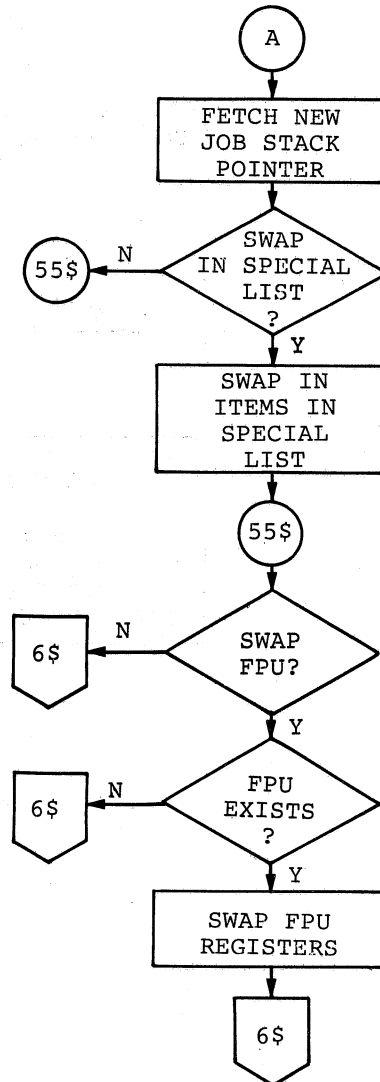 A
FETCH NEW
JOB STACK
POINTER
SWAP
IN SPECIAL
LIST
?
N
55$
Y
SWAP IN
ITEMS IN
SPECIAL
LIST
55$
SWAP
FPU?
N
6$
Y
FPU
EXISTS
?
N
6$
Y
SWAP FPU
REGISTERS
6$